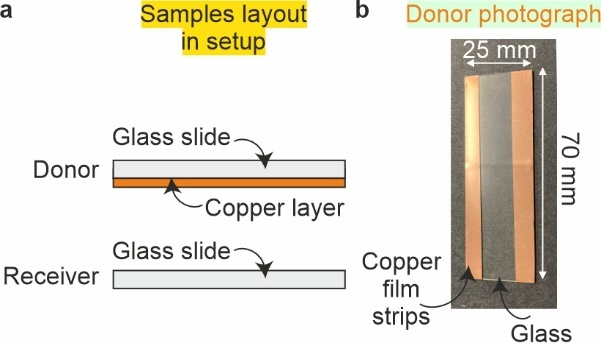 a
Samples layout
in setup
Glass slide
Donor
Copper layer
Glass slide
Receiver
b
Donor photograph
25 mm
70 mm
Copper
film
strips
Glass